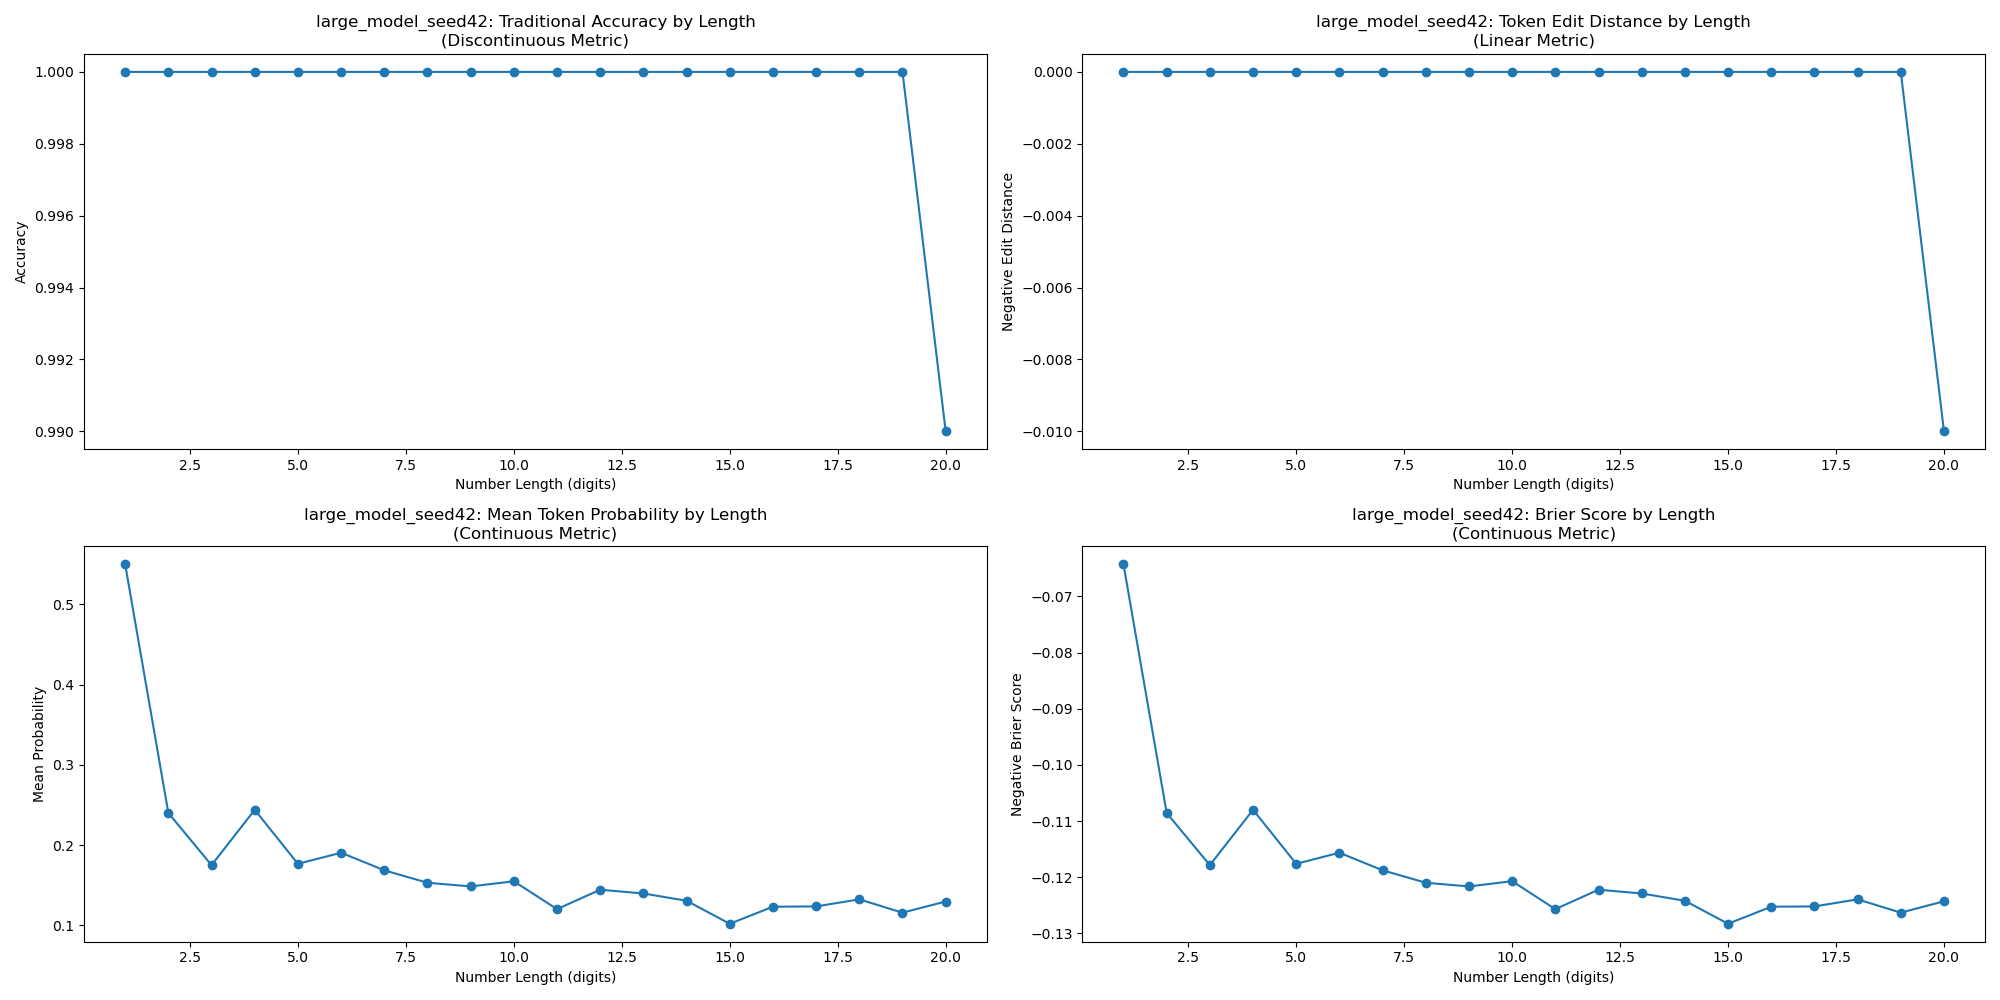 large_model_seed42: Traditional Accuracy by Length
(Discontinuous Metric)
1.000
0.998
0.996
0.994
0.992
0.990
Accuracy
2.5 5.0 7.5 10.0 12.5 15.0 17.5 20.0
Number Length (digits)
large_model_seed42: Token Edit Distance by Length
(Linear Metric)
0.000
−0.002
−0.004
−0.006
−0.008
−0.010
Negative Edit Distance
2.5 5.0 7.5 10.0 12.5 15.0 17.5 20.0
Number Length (digits)
large_model_seed42: Mean Token Probability by Length
(Continuous Metric)
0.5
0.4
0.3
0.2
0.1
Mean Probability
2.5 5.0 7.5 10.0 12.5 15.0 17.5 20.0
Number Length (digits)
large_model_seed42: Brier Score by Length
(Continuous Metric)
−0.07
−0.08
−0.09
−0.10
−0.11
−0.12
−0.13
Negative Brier Score
2.5 5.0 7.5 10.0 12.5 15.0 17.5 20.0
Number Length (digits)